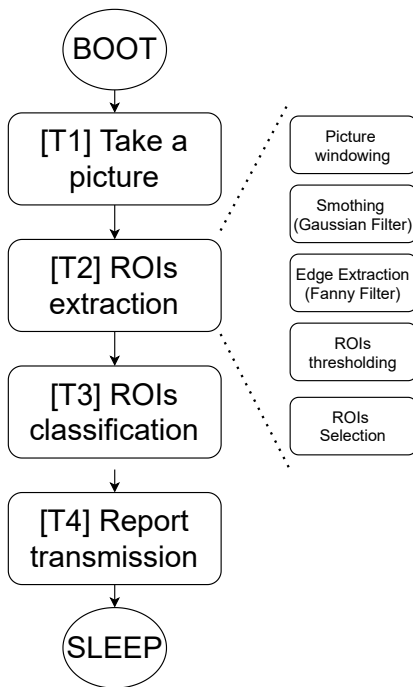 BOOT
[T1] Take a
picture
[T2] ROIs
extraction
[T3] ROIs
classification
[T4] Report
transmission
SLEEP
Picture
windowing
Smothing
(Gaussian Filter)
Edge Extraction
(Fanny Filter)
ROIs
thresholding
ROIs
Selection